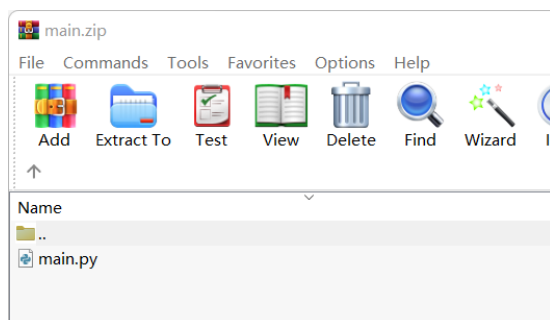 main.zip
File Commands Tools Favorites Options Help
Add Extract To Test View Delete Find Wizard
Name
..
main.py